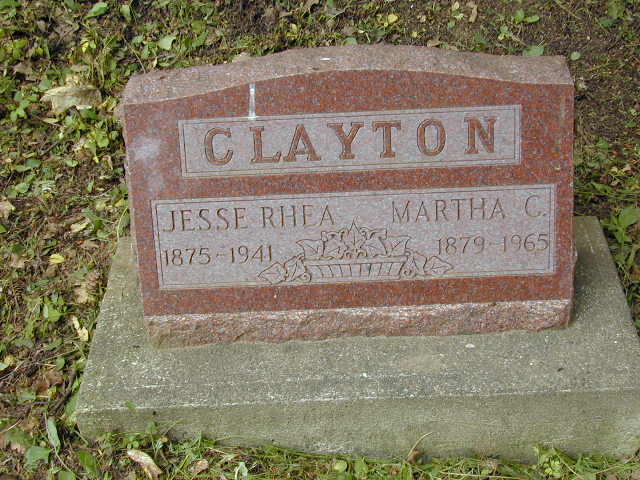 CLAYTON
JESSE RHEA MARTHA C.
1875-1941 1879-1965